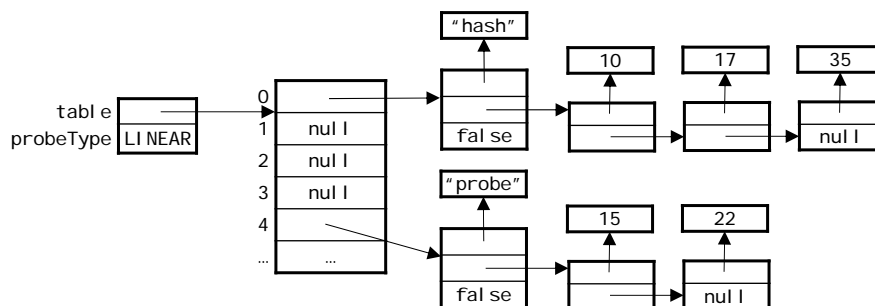 "hash"
10 17 35
table
probeType LINEAR
0
1 null
2 null
3 null
4
... ...
false
null
"probe"
15 22
false
null